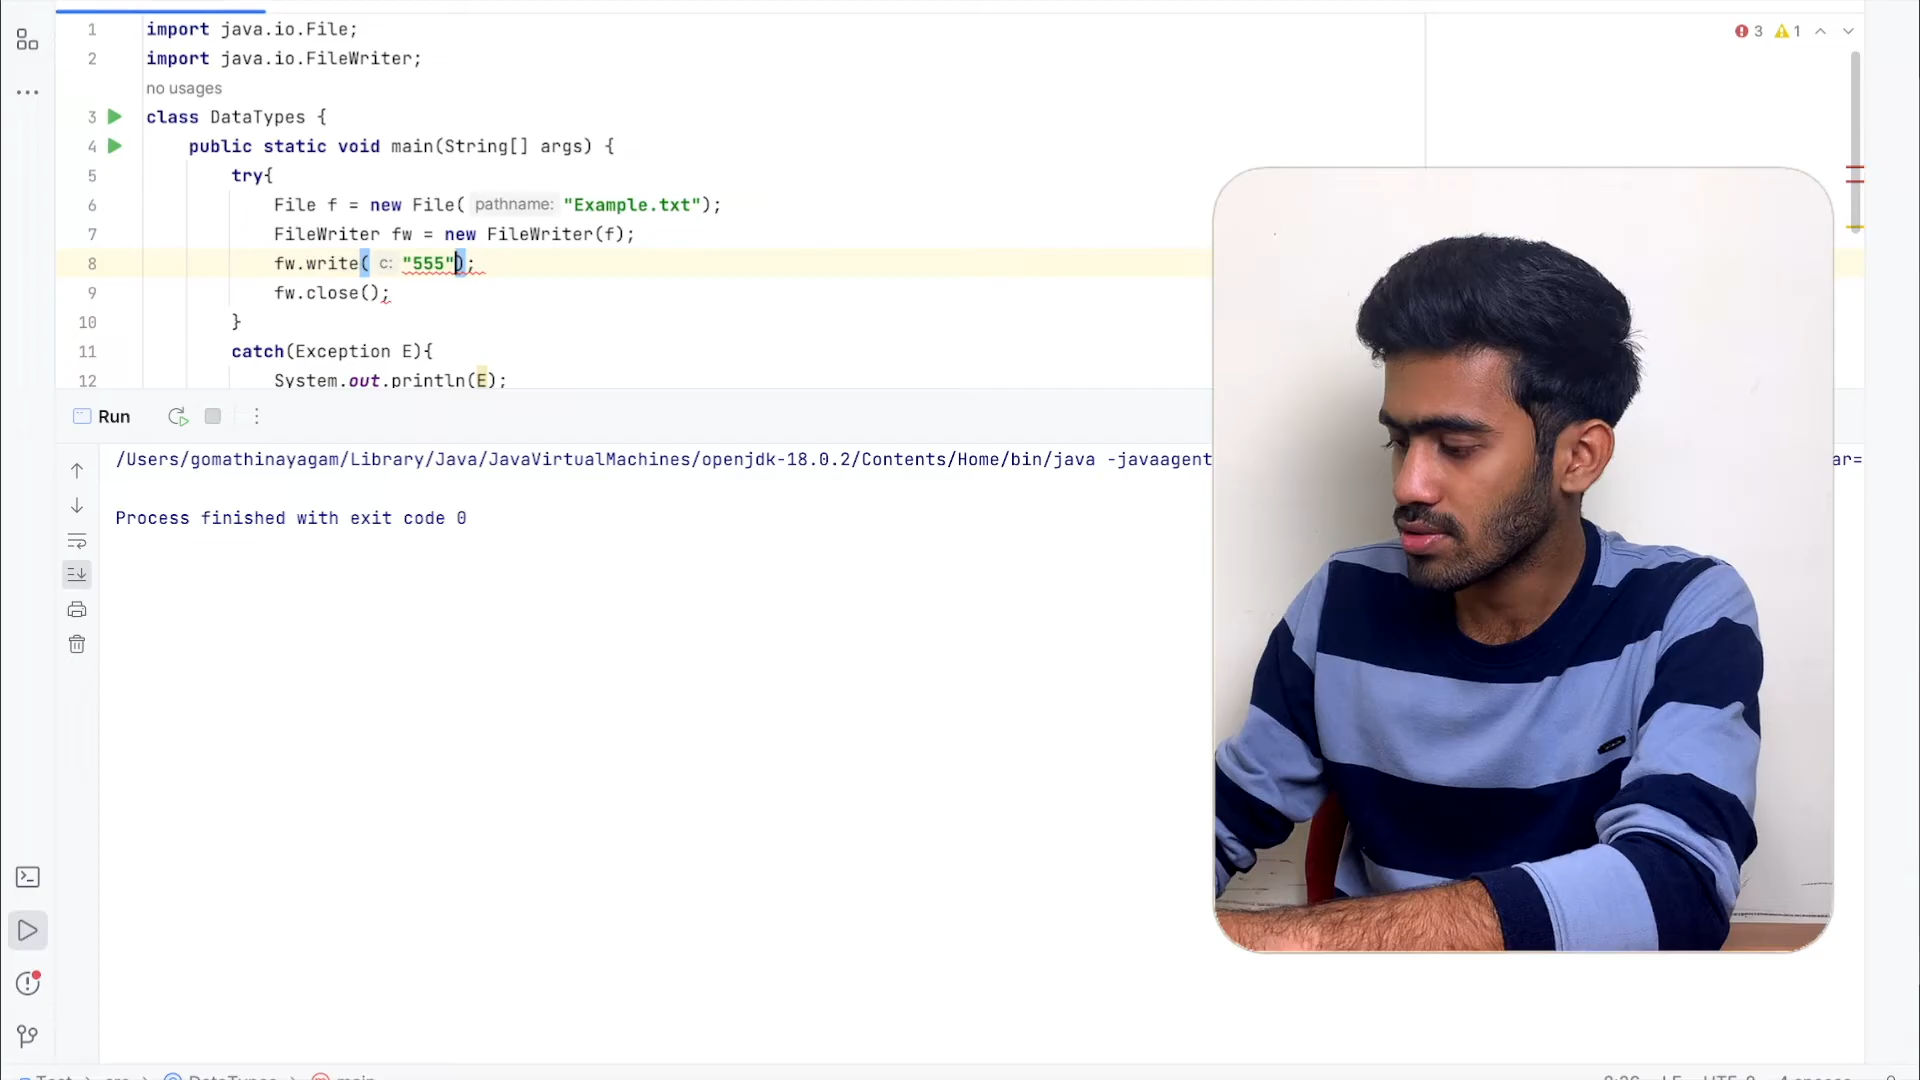 1 import java.io.File;
2 import java.io.FileWriter;
no usages
3 class DataTypes {
4 public static void main(String[] args) {
5 try{
6 File f = new File( pathname: "Example.txt");
7 FileWriter fw = new FileWriter(f);
8 fw.write( c: "555");
9 fw.close();
10 }
11 catch(Exception E){
12 System.out.println(E);
3 1
Run
/Users/gomathinayagam/Library/Java/JavaVirtualMachines/openjdk-18.0.2/Contents/Home/bin/java -javaagent ar=
Process finished with exit code 0